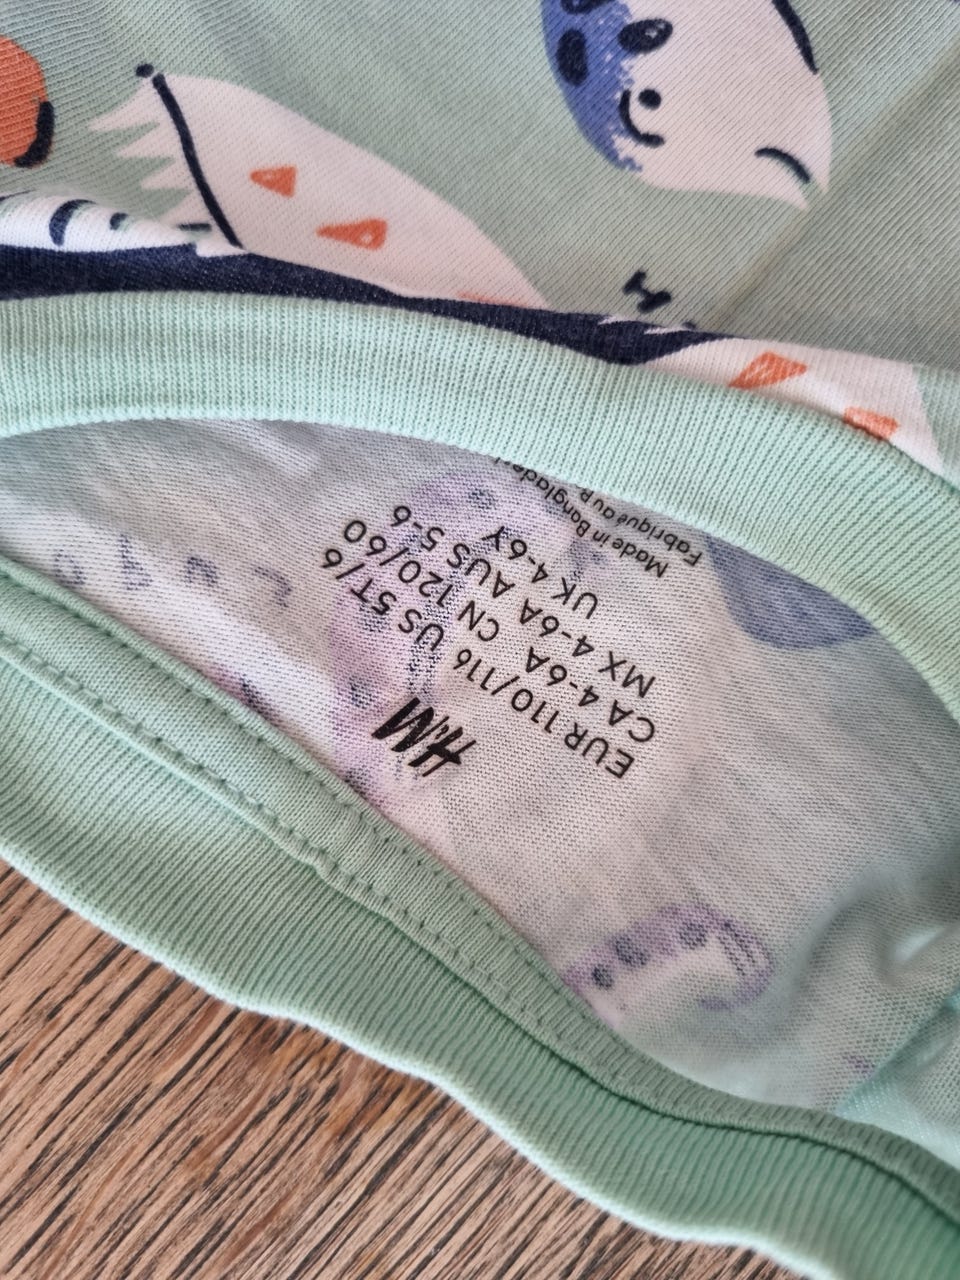 H&M
EUR 110/116 US 5T/6
CA 4-6A CN 120/60
MX 4-6A AUS 5-6
UK 4-6Y
Made in
Fabriqué au